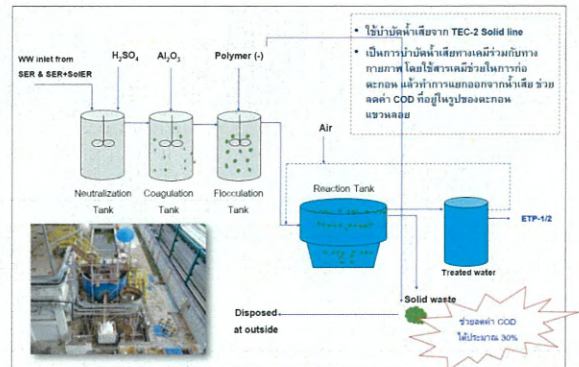 • ใช้บำบัดน้ำเสียจาก TEC-2 Solid line
• เป็นการบำบัดน้ำเสียทางเคมีร่วมกับทาง
กายภาพ โดยใช้สารเคมีช่วยในการก่อ
ตะกอน แล้วทำการแยกออกจากน้ำเสีย ช่วย
ลดค่า COD ที่อยู่ในรูปของตะกอน
แขวนลอย
WW inlet from
SER & SER+SolER
H₂SO₄
Al₂O₃
Polymer (-)
Air
Neutralization
Tank
Coagulation
Tank
Flocculation
Tank
Reaction Tank
ETP-1/2
Treated water
Solid waste
Disposed
at outside
ช่วยลดค่า COD
ได้ประมาณ 30%